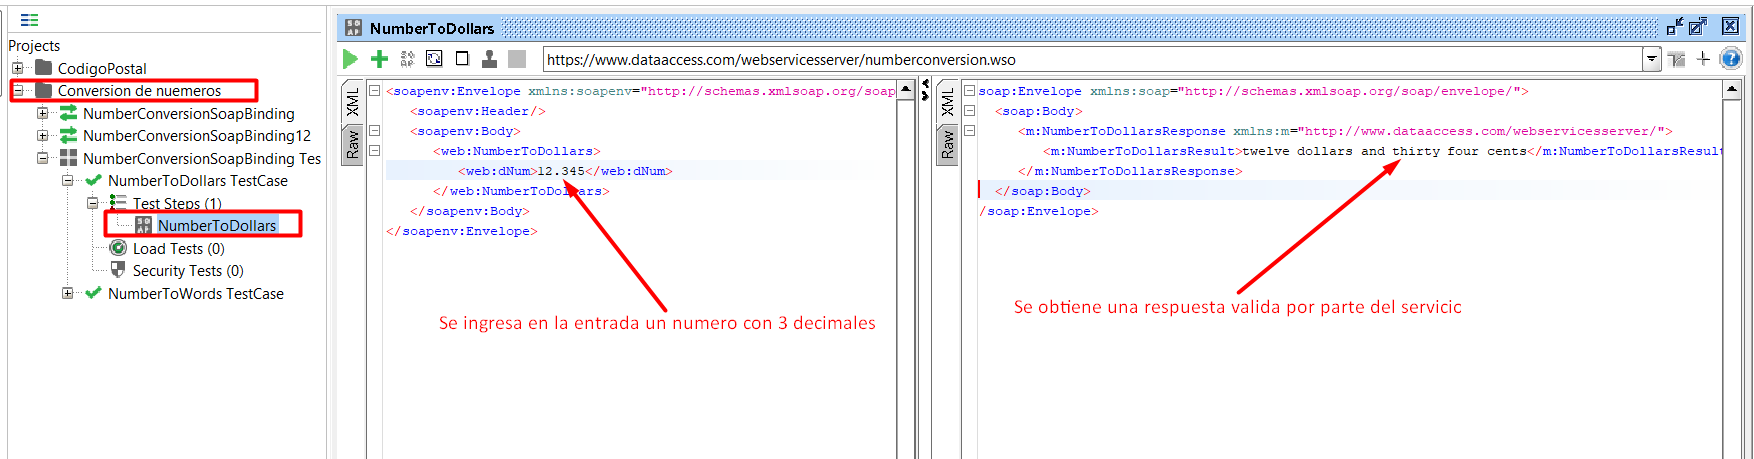 Projects
CodigoPostal
Conversion de nuemeros
NumberConversionSoapBinding
NumberConversionSoapBinding12
NumberConversionSoapBinding Tes
NumberToDollars TestCase
Test Steps (1)
NumberToDollars
Load Tests (0)
Security Tests (0)
NumberToWords TestCase
NumberToDollars
https://www.dataaccess.com/webservicesserver/numberconversion.wso
XML
Raw
<soapenv:Envelope xmlns:soapenv="http://schemas.xmlsoap.org/soap
<soapenv:Header/>
<soapenv:Body>
<web:NumberToDollars>
<web:dNum>12.345</web:dNum>
</web:NumberToDollars>
</soapenv:Body>
</soapenv:Envelope>
Se ingresa en la entrada un numero con 3 decimales
XML
Raw
soap:Envelope xmlns:soap="http://schemas.xmlsoap.org/soap/envelope/">
<soap:Body>
<m:NumberToDollarsResponse xmlns:m="http://www.dataaccess.com/webservicesserver/">
<m:NumberToDollarsResult>twelve dollars and thirty four cents</m:NumberToDollarsResult
</m:NumberToDollarsResponse>
</soap:Body>
/soap:Envelope>
Se obtiene una respuesta valida por parte del servicic